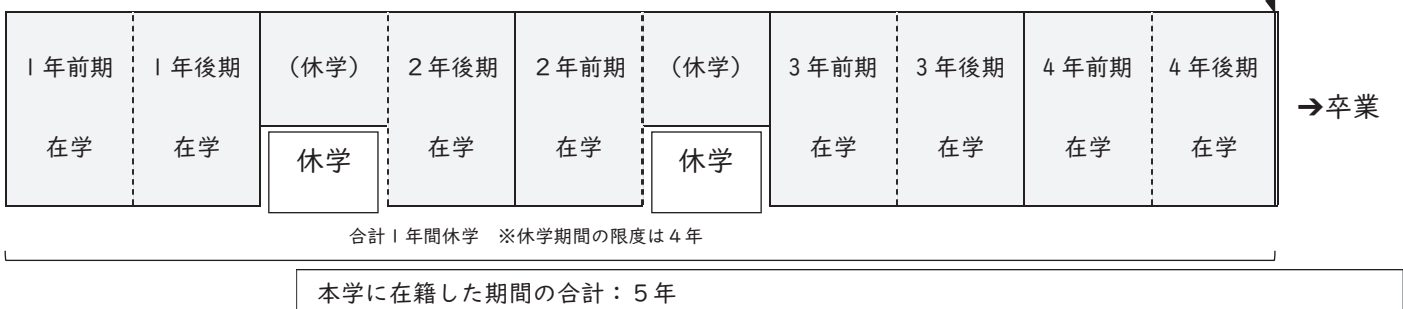 1年前期 1年後期 (休学) 2年後期 2年前期 (休学) 3年前期 3年後期 4年前期 4年後期
→卒業
在学 在学 休学 在学 在学 休学 在学 在学 在学 在学
合計1年間休学 ※休学期間の限度は4年
本学に在籍した期間の合計：5年